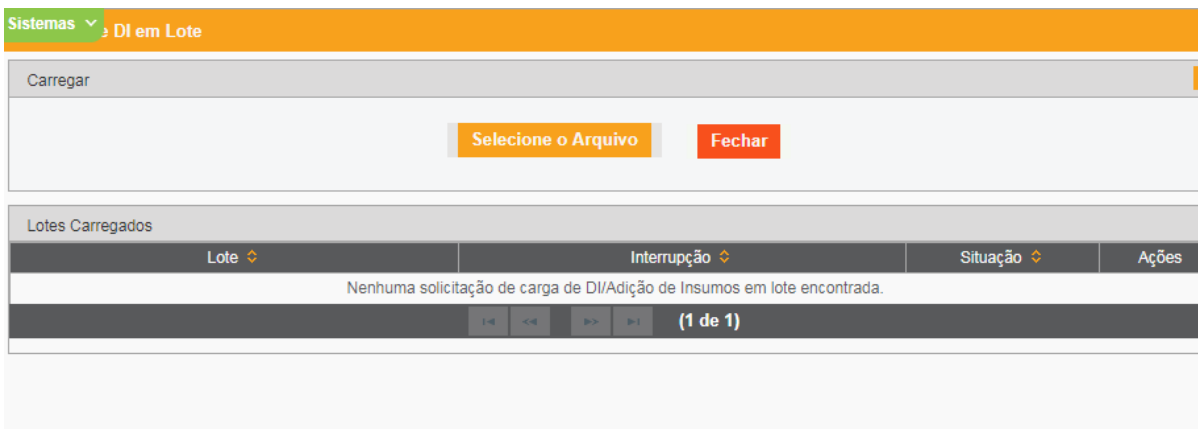 Sistemas
e DI em Lote
Carregar
Selecione o Arquivo
Fechar
Lotes Carregados
Lote Interrupção Situação Ações
Nenhuma solicitação de carga de DI/Adição de Insumos em lote encontrada.
(1 de 1)